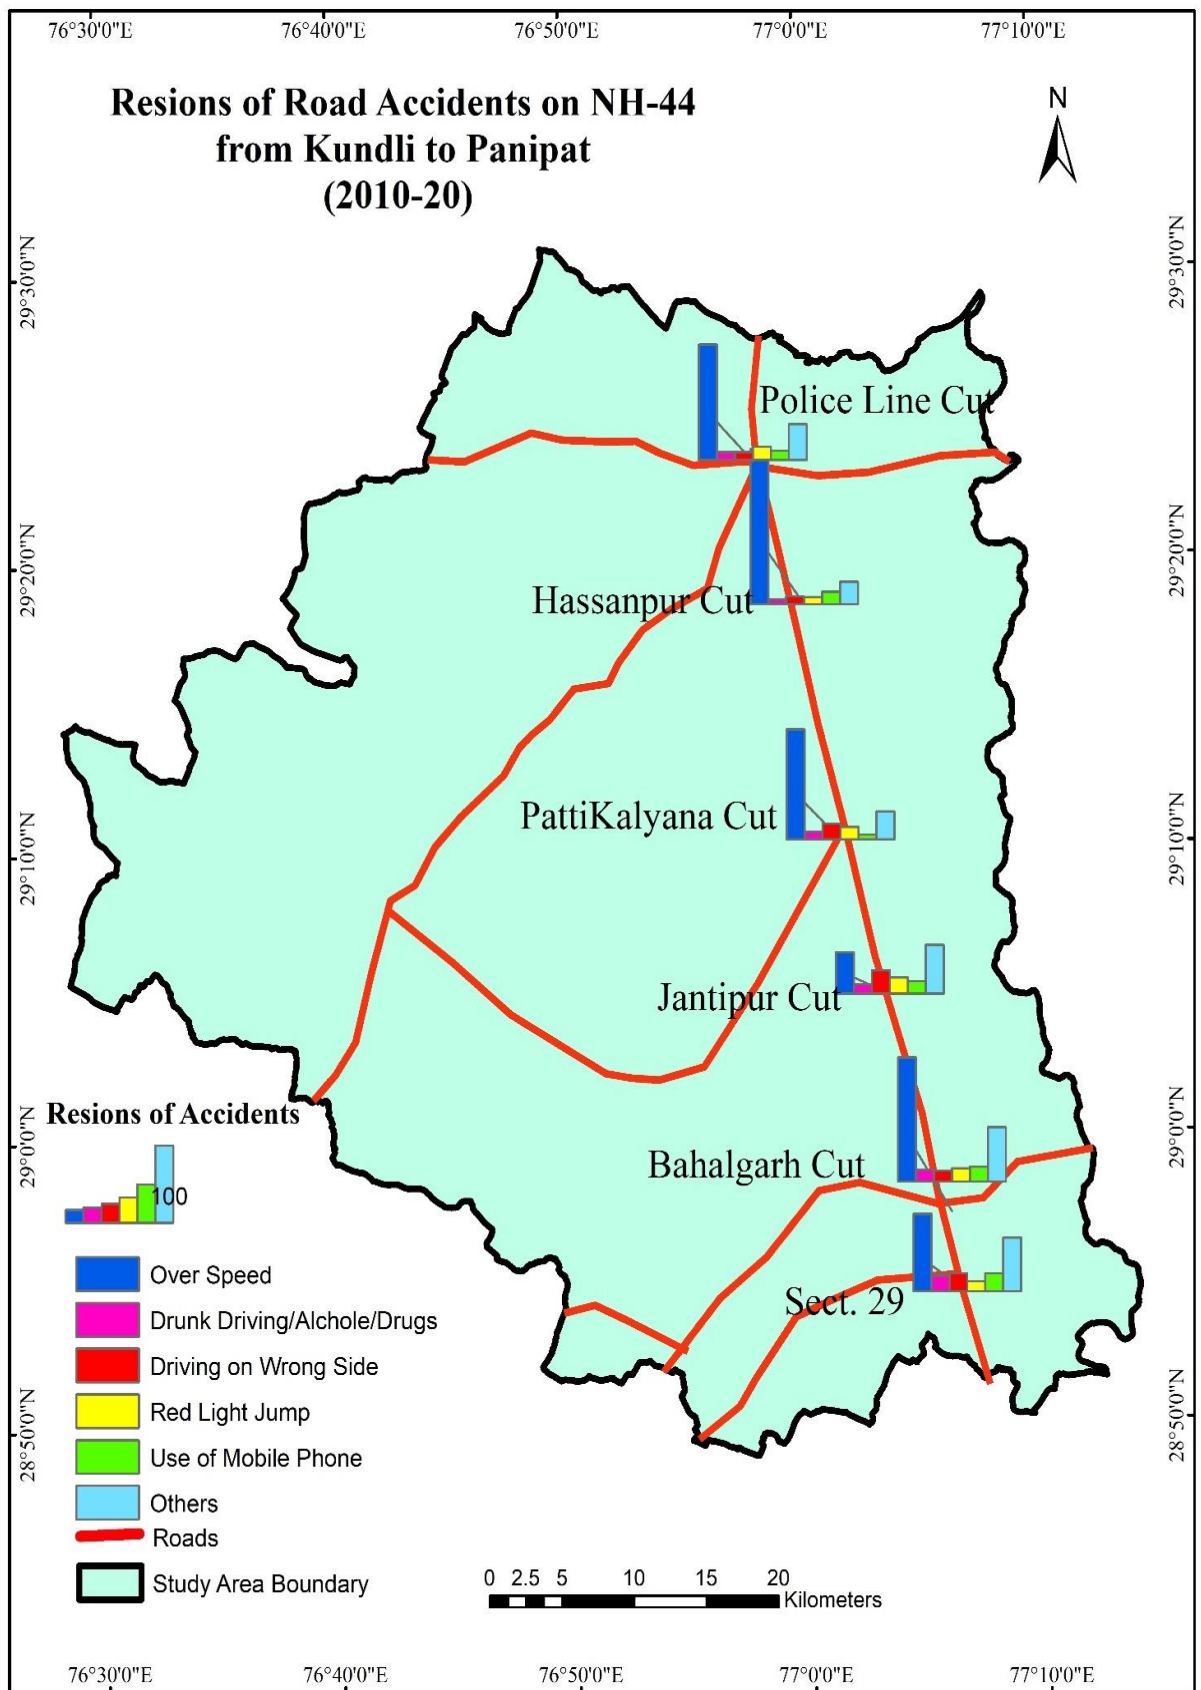 76°30'0"E 76°40'0"E 76°50'0"E 77°0'0"E 77°10'0"E
Resions of Road Accidents on NH-44
from Kundli to Panipat
(2010-20)
N
29°30'0"N 29°30'0"N
Police Line Cut
29°20'0"N 29°20'0"N
Hassanpur Cut
PattiKalyana Cut
29°10'0"N 29°10'0"N
Jantipur Cut
Resions of Accidents
29°0'0"N 29°0'0"N
Bahalgarh Cut
100
Over Speed
Sect. 29
Drunk Driving/Alchole/Drugs
Driving on Wrong Side
Red Light Jump
28°50'0"N 28°50'0"N
Use of Mobile Phone
Others
Roads
Study Area Boundary
0 2.5 5 10 15 20
Kilometers
76°30'0"E 76°40'0"E 76°50'0"E 77°0'0"E 77°10'0"E